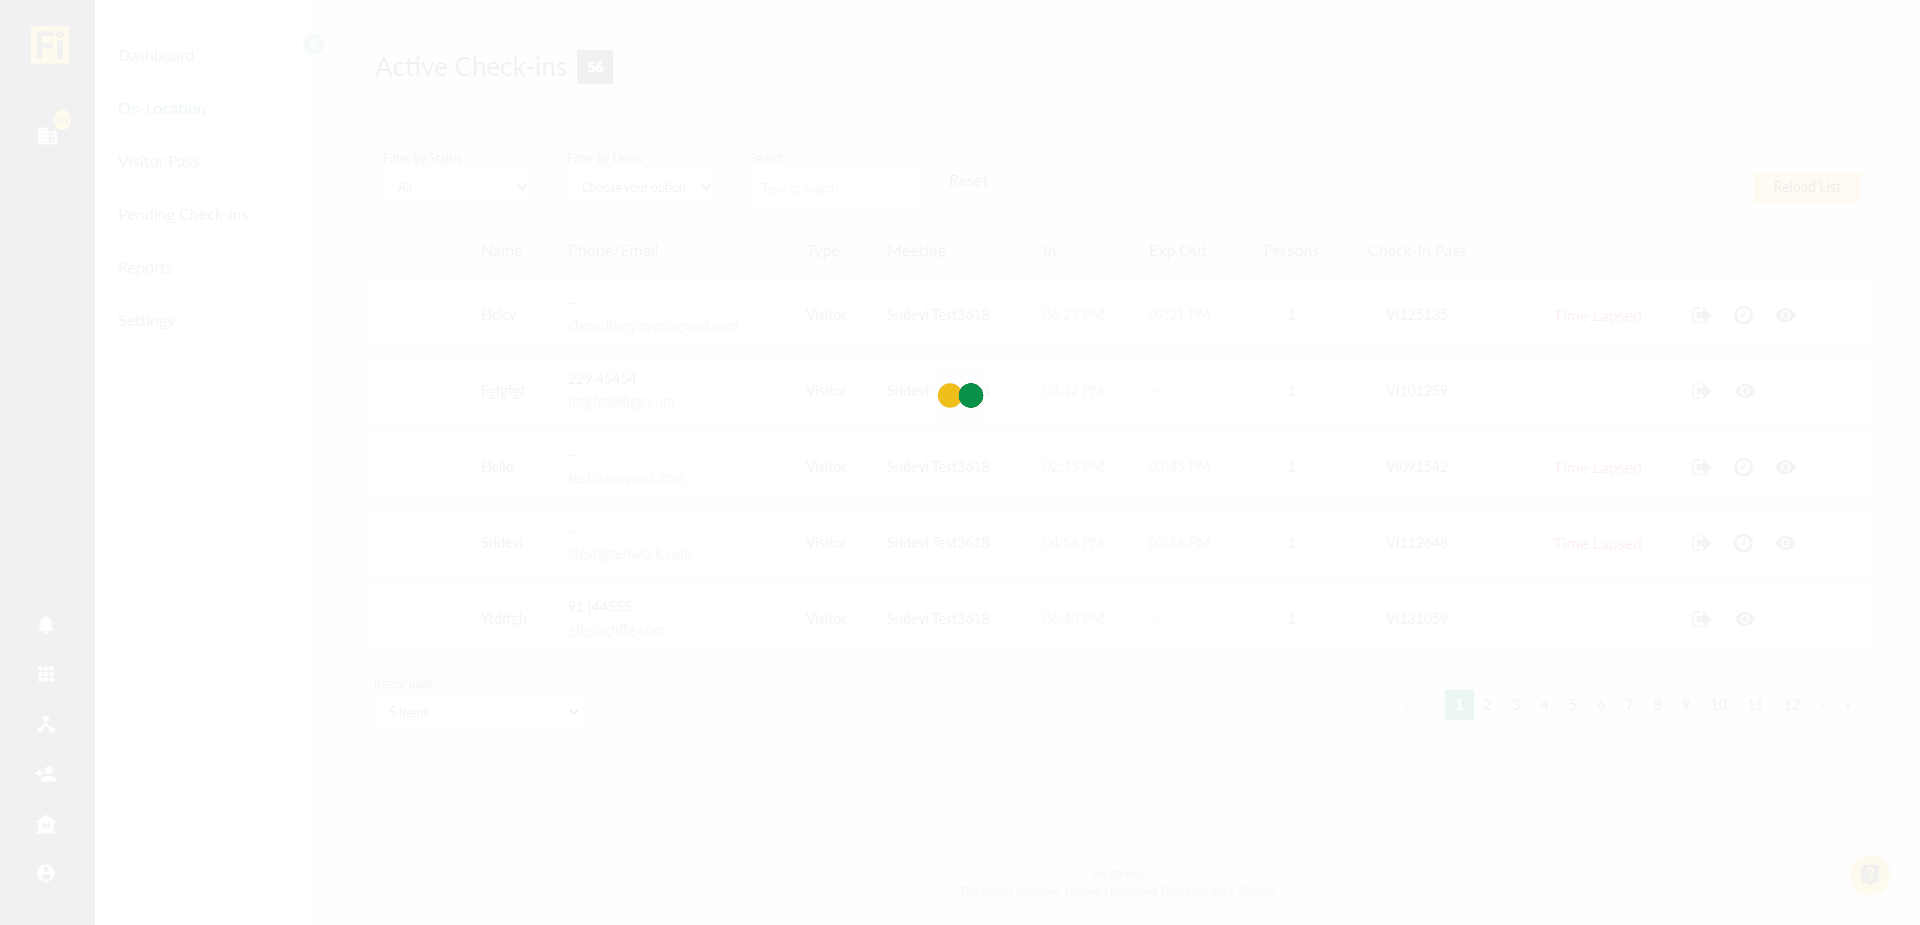 Fi
Dashboard
On-Location
Visitor Pass
Pending Check-ins
Reports
Settings
Active Check-ins 56
Filter by Status
All
Filter by Users
Choose your option
Search
Type to search
Reset
Reload List
Name Phone/Email Type Meeting In Exp Out Persons Check-In Pass
Helcy -- chowdhary.mvc@gmail.com Visitor Sridevi Test3618 06:21 PM 07:21 PM 1 VI125135 Time Lapsed
Fgfgfgf 229 45454 fgfgfgs@hgg.com Visitor Sridevi 03:42 PM -- 1 VI101259
Hello -- test@zenwork.com Visitor Sridevi Test3618 02:45 PM 03:45 PM 1 VI091542 Time Lapsed
Sridevi -- stest@zenwork.com Visitor Sridevi Test3618 04:56 PM 05:56 PM 1 VI112648 Time Lapsed
Ytdffgh 91 (44555 gffg@ghffg.com Visitor Sridevi Test3618 06:40 PM -- 1 VI131059
Items/page
5 Items
« ‹ 1 2 3 4 5 6 7 8 9 10 11 12 › »
zengames
Hyderabad Telangana India 500022